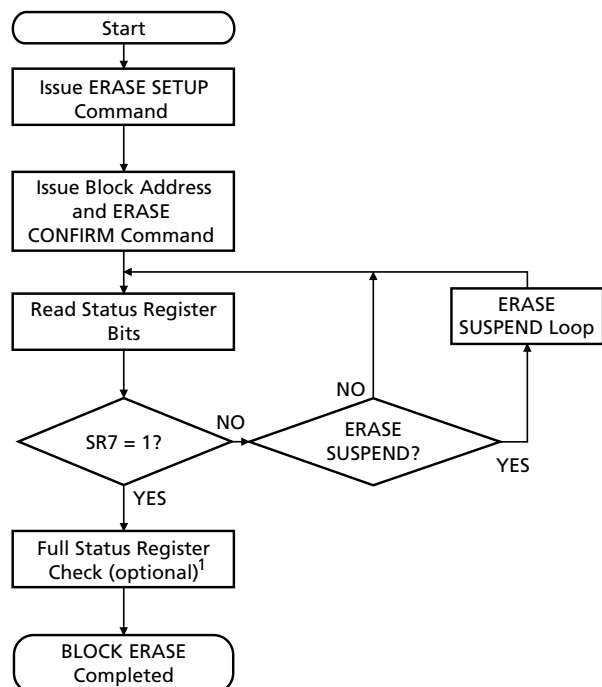 Start
Issue ERASE SETUP
Command
Issue Block Address
and ERASE
CONFIRM Command
Read Status Register
Bits
ERASE
SUSPEND Loop
SR7 = 1?
NO
ERASE
SUSPEND?
NO
YES
YES
Full Status Register
Check (optional)1
BLOCK ERASE
Completed